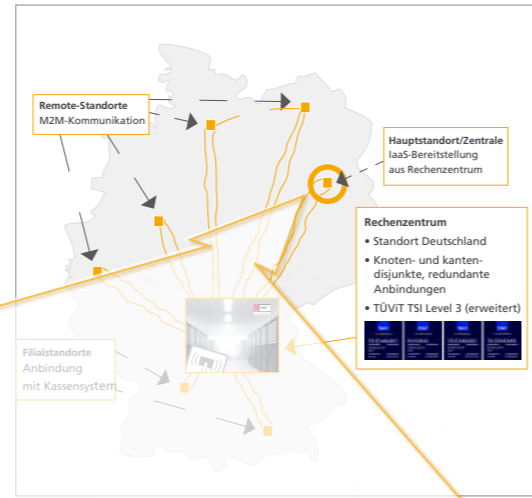 Remote-Standorte
M2M-Kommunikation
Hauptstandort/Zentrale
IaaS-Bereitstellung
aus Rechenzentrum
Rechenzentrum
• Standort Deutschland
• Knoten- und kanten-
disjunkte, redundante
Anbindungen
• TÜViT TSI Level 3 (erweitert)
Filialstandorte
Anbindung
mit Kassensystem